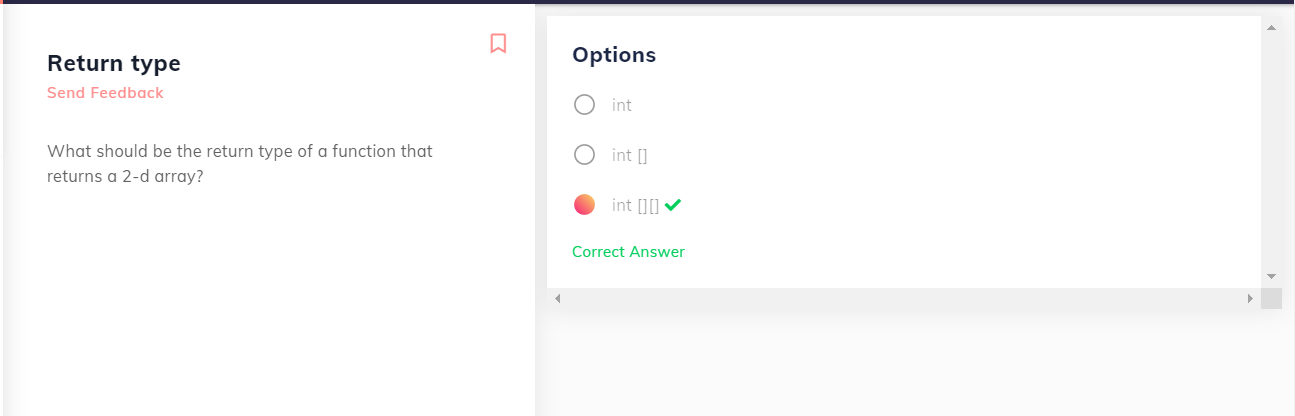 Return type
Send Feedback
What should be the return type of a function that
returns a 2-d array?
Options
int
int []
int [][]
Correct Answer